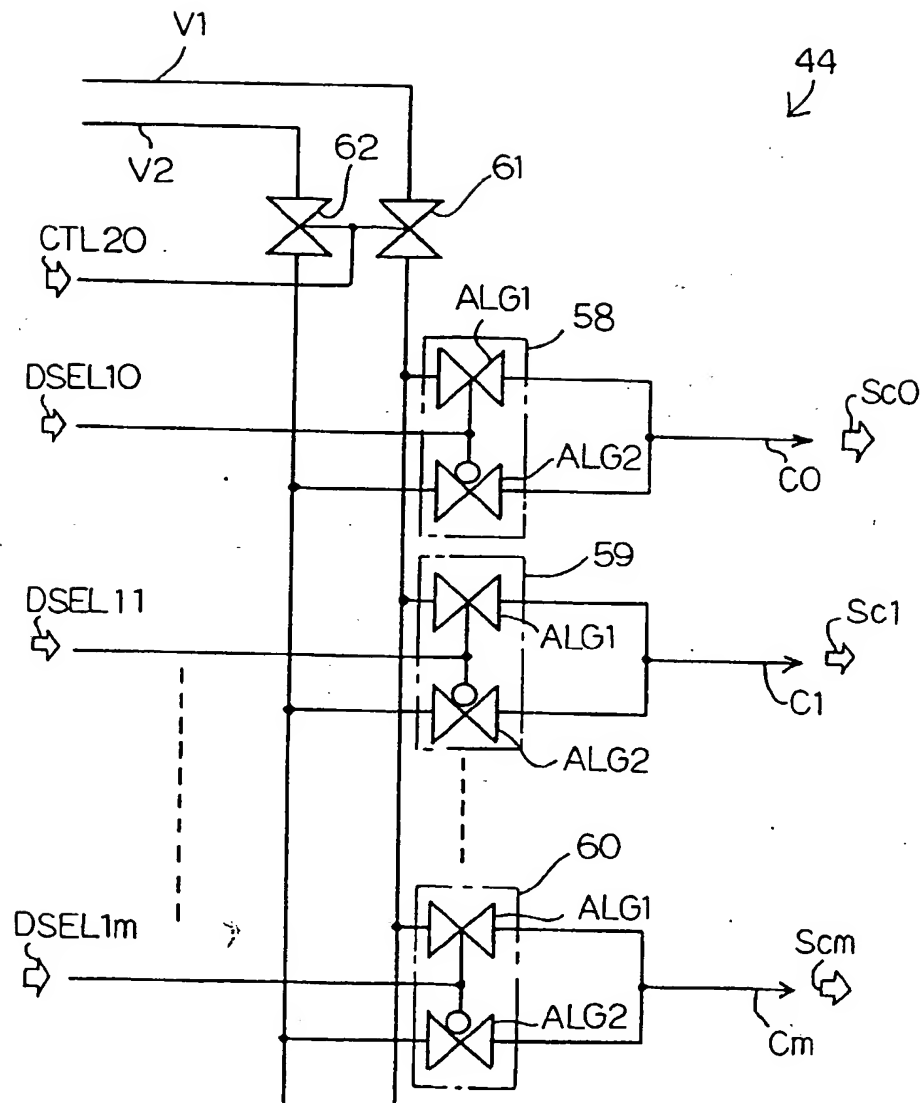 V1
44
V2
62
61
CTL20
ALG1
58
DSEL10
Sc0
ALG2
C0
59
DSEL11
Sc1
ALG1
C1
ALG2
60
DSEL1m
ALG1
Scm
ALG2
Cm